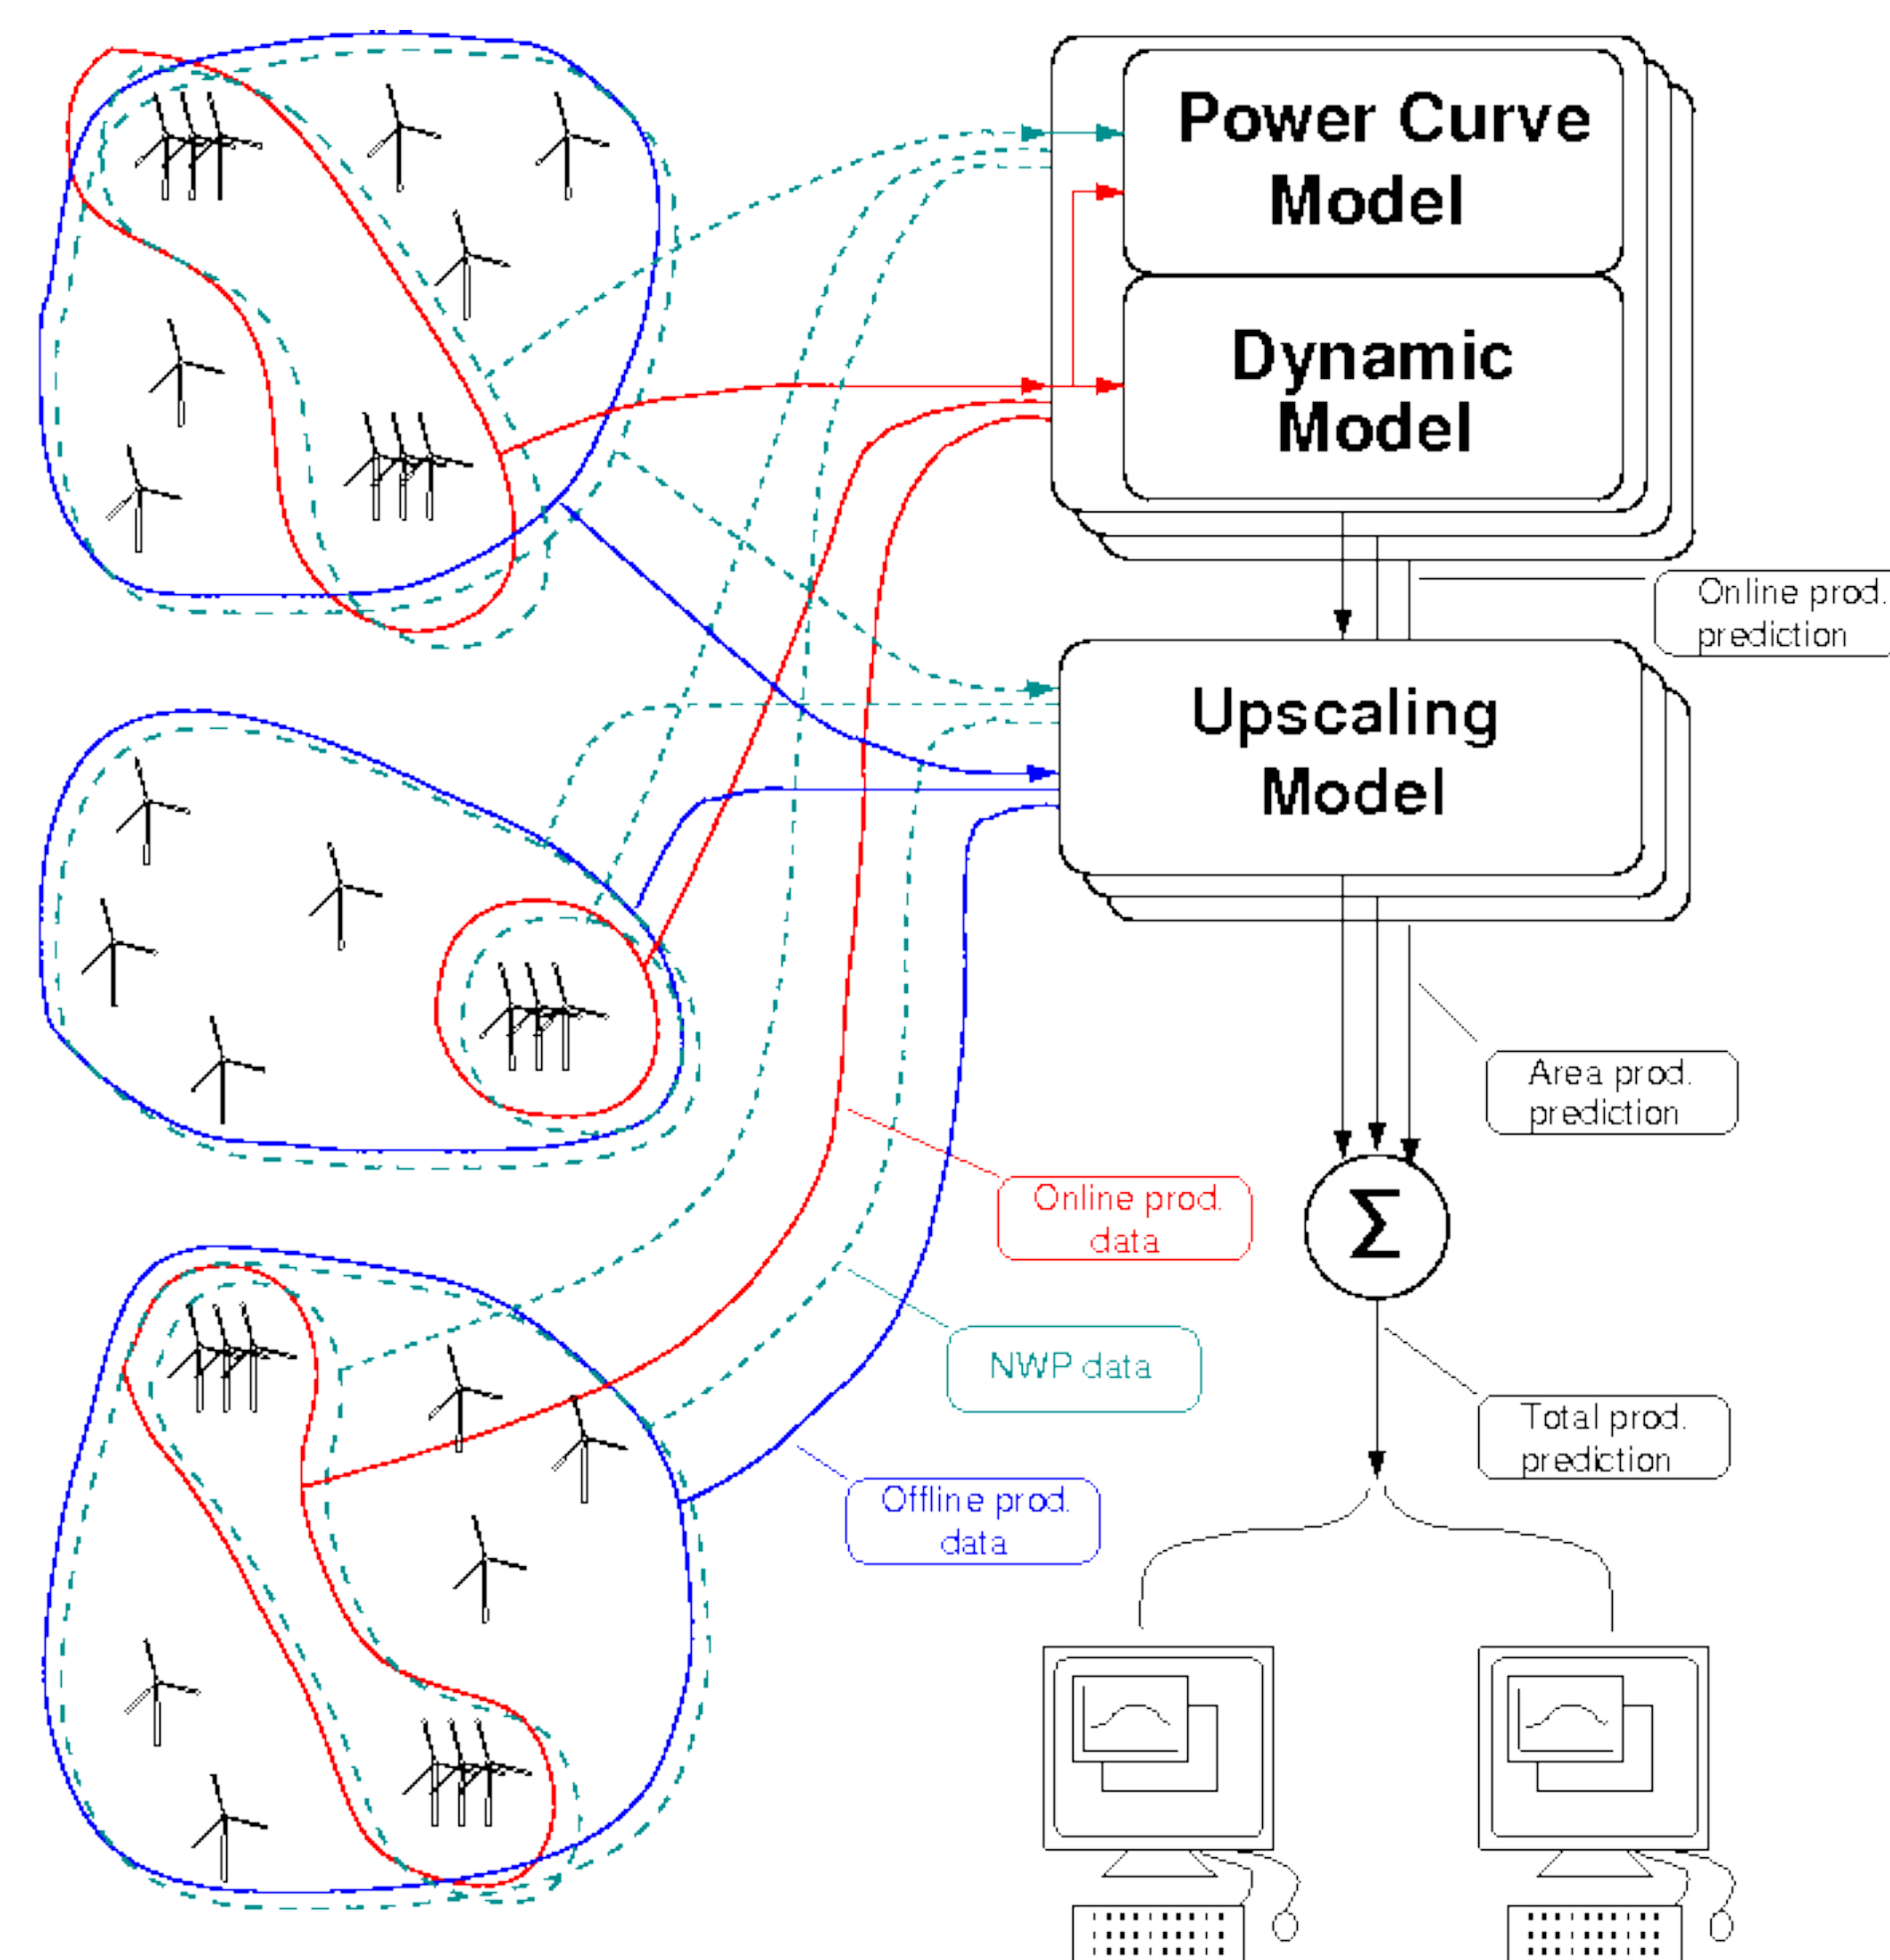 Power Curve
Model
Dynamic
Model
Online prod.
prediction
Upscaling
Model
Area prod.
prediction
Online prod.
data
Σ
NWP data
Total prod.
prediction
Offline prod.
data